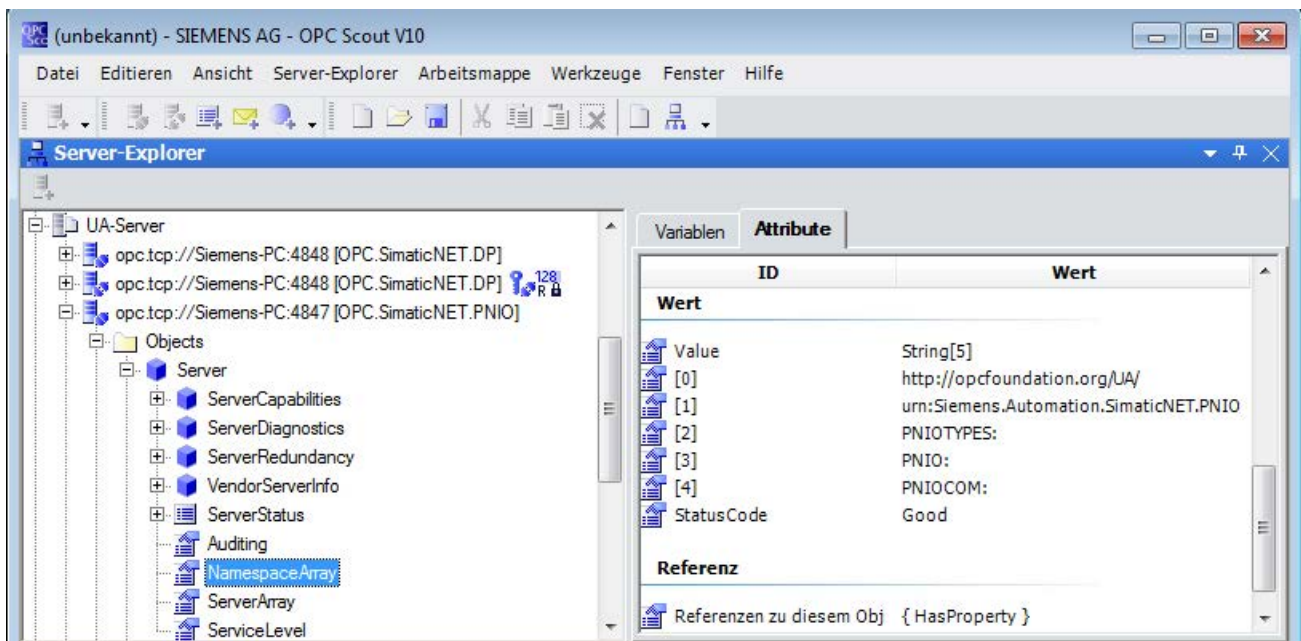 (unbekannt) - SIEMENS AG - OPC Scout V10
Datei Editieren Ansicht Server-Explorer Arbeitsmappe Werkzeuge Fenster Hilfe
Server-Explorer
UA-Server
opc.tcp://Siemens-PC:4848 [OPC.SimaticNET.DP]
opc.tcp://Siemens-PC:4848 [OPC.SimaticNET.DP] 128 R
opc.tcp://Siemens-PC:4847 [OPC.SimaticNET.PNIO]
Objects
Server
ServerCapabilities
ServerDiagnostics
ServerRedundancy
VendorServerInfo
ServerStatus
Auditing
NamespaceArray
ServerArray
ServiceLevel
Variablen Attribute
ID Wert
Wert
Value String[5]
[0] http://opcfoundation.org/UA/
[1] urn:Siemens.Automation.SimaticNET.PNIO
[2] PNIOTYPES:
[3] PNIO:
[4] PNIOCOM:
StatusCode Good
Referenz
Referenzen zu diesem Obj { HasProperty }